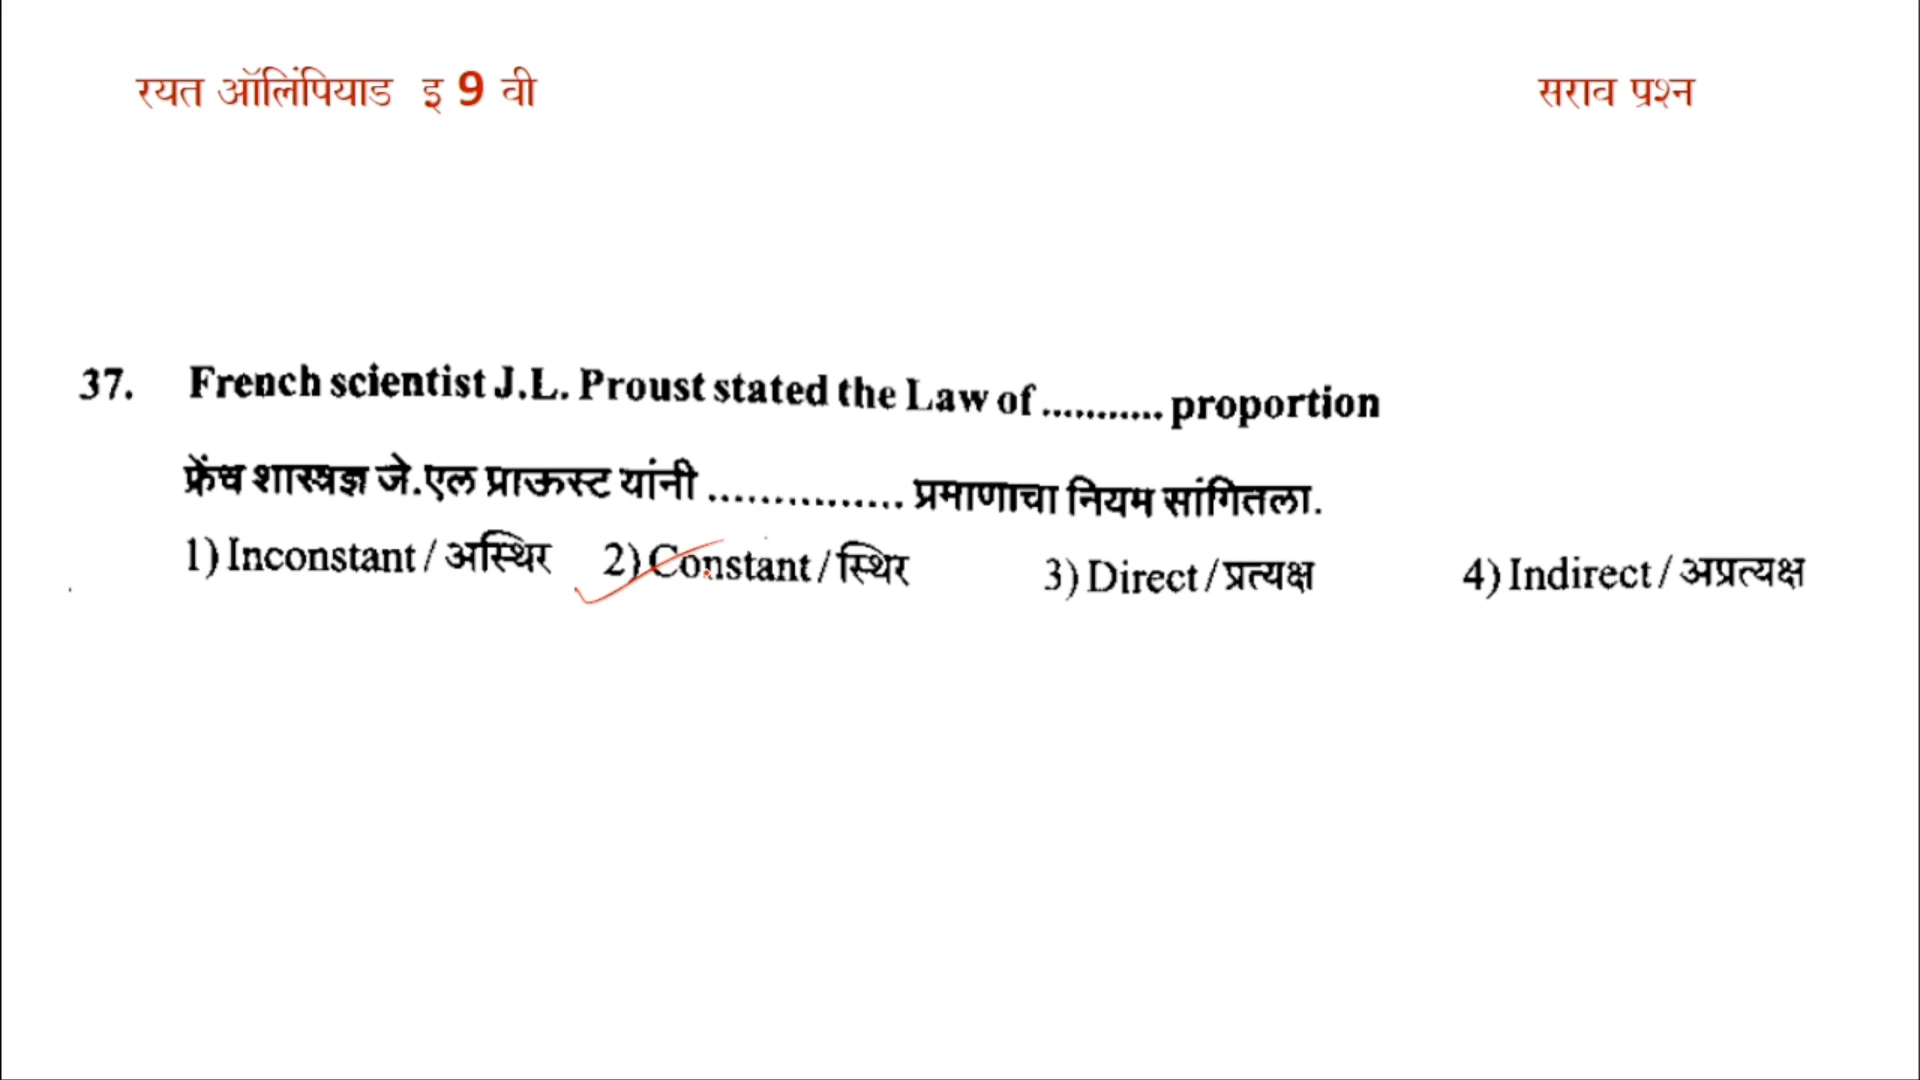 रयत ऑलिंपियाड इ 9 वी
सराव प्रश्न
37. French scientist J.L. Proust stated the Law of ........... proportion
फ्रेंच शास्त्रज्ञ जे.एल प्राऊस्ट यांनी ............... प्रमाणाचा नियम सांगितला.
1) Inconstant / अस्थिर 2) Constant / स्थिर 3) Direct / प्रत्यक्ष 4) Indirect / अप्रत्यक्ष